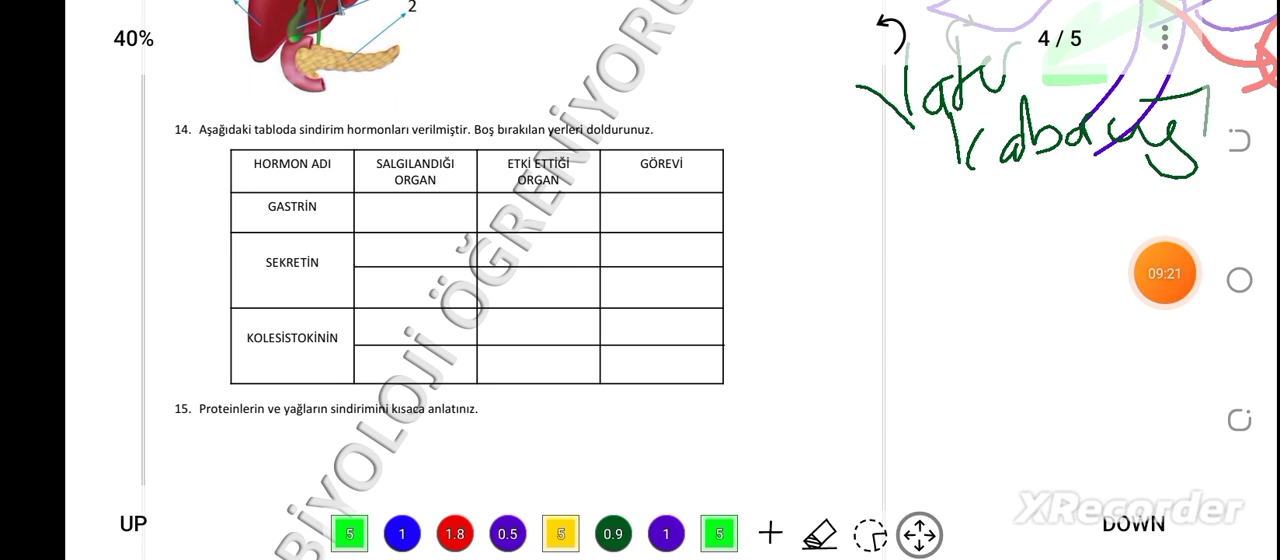 40%
2
4 / 5
Yatır
kabakuş
14. Aşağıdaki tabloda sindirim hormonları verilmiştir. Boş bırakılan yerleri doldurunuz.
HORMON ADI SALGILANDIĞI ORGAN ETKİ ETTİĞİ ORGAN GÖREVİ
GASTRİN
SEKRETİN
KOLESİSTOKİNİN
09:21
15. Proteinlerin ve yağların sindirimini kısaca anlatınız.
BİYOLOJİ ÖĞRENİYORU
UP
5 1 1.8 0.5 5 0.9 1 5
XRecorder
DOWN